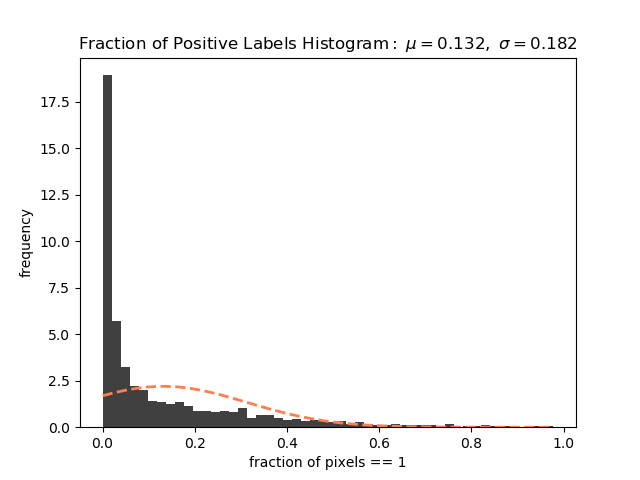 Fraction of Positive Labels Histogram : μ = 0.132, σ = 0.182
frequency
17.5
15.0
12.5
10.0
7.5
5.0
2.5
0.0
0.0 0.2 0.4 0.6 0.8 1.0
fraction of pixels == 1